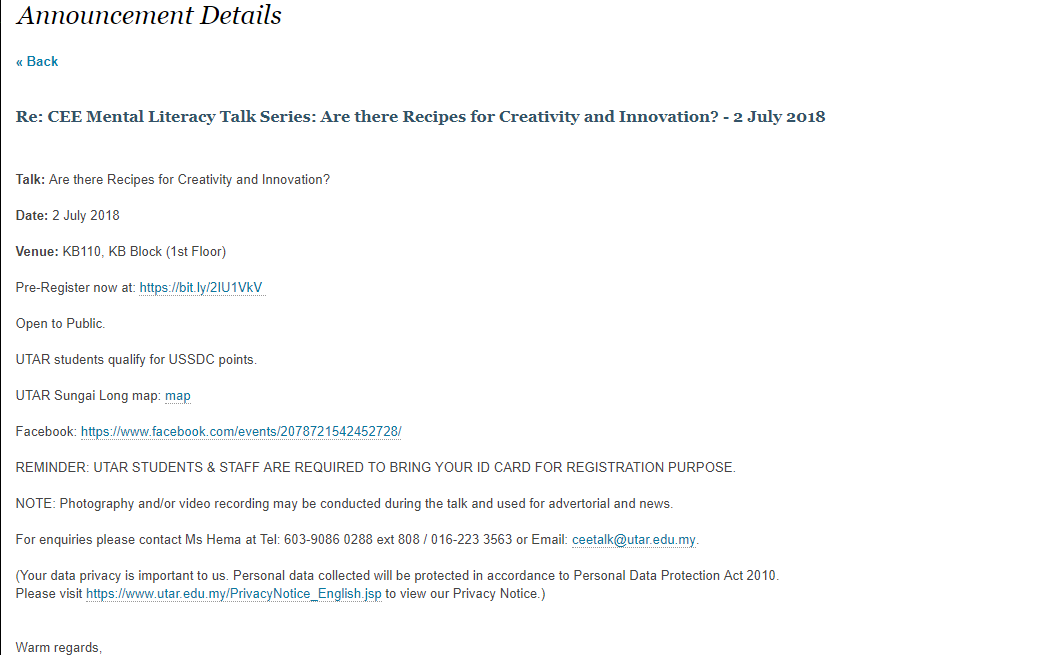 Announcement Details
« Back
Re: CEE Mental Literacy Talk Series: Are there Recipes for Creativity and Innovation? - 2 July 2018
Talk: Are there Recipes for Creativity and Innovation?
Date: 2 July 2018
Venue: KB110, KB Block (1st Floor)
Pre-Register now at: https://bit.ly/2IU1VkV
Open to Public.
UTAR students qualify for USSDC points.
UTAR Sungai Long map: map
Facebook: https://www.facebook.com/events/2078721542452728/
REMINDER: UTAR STUDENTS & STAFF ARE REQUIRED TO BRING YOUR ID CARD FOR REGISTRATION PURPOSE.
NOTE: Photography and/or video recording may be conducted during the talk and used for advertorial and news.
For enquiries please contact Ms Hema at Tel: 603-9086 0288 ext 808 / 016-223 3563 or Email: ceetalk@utar.edu.my.
(Your data privacy is important to us. Personal data collected will be protected in accordance to Personal Data Protection Act 2010.
Please visit https://www.utar.edu.my/PrivacyNotice_English.jsp to view our Privacy Notice.)
Warm regards,